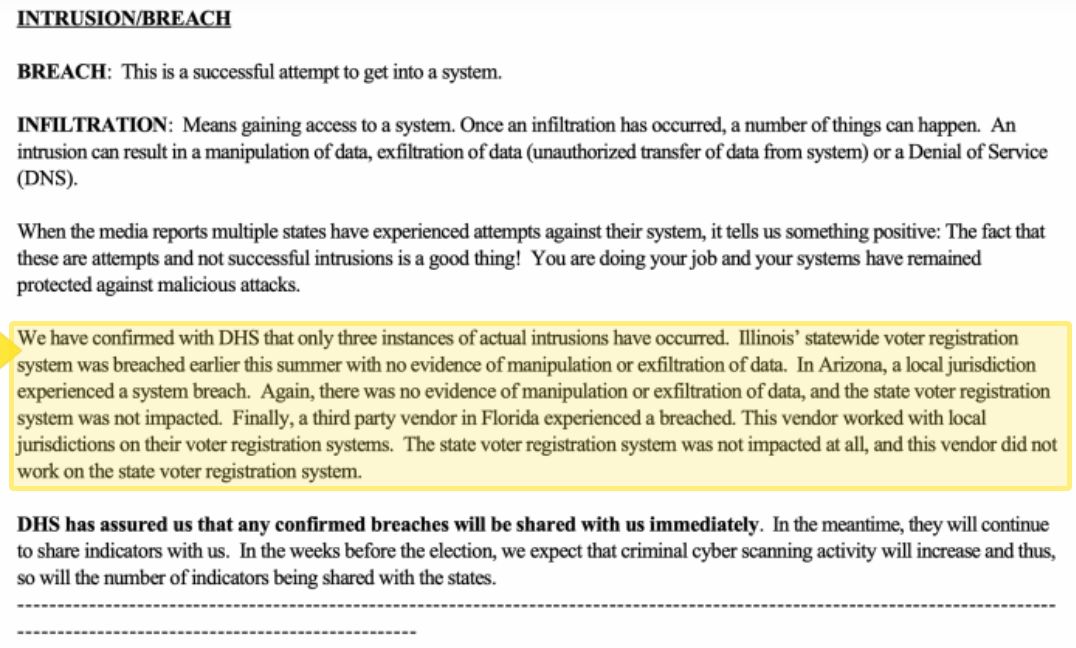 INTRUSION/BREACH
BREACH: This is a successful attempt to get into a system.
INFILTRATION: Means gaining access to a system. Once an infiltration has occurred, a number of things can happen. An
intrusion can result in a manipulation of data, exfiltration of data (unauthorized transfer of data from system) or a Denial of Service
(DNS).
When the media reports multiple states have experienced attempts against their system, it tells us something positive: The fact that
these are attempts and not successful intrusions is a good thing! You are doing your job and your systems have remained
protected against malicious attacks.
We have confirmed with DHS that only three instances of actual intrusions have occurred. Illinois’ statewide voter registration
system was breached earlier this summer with no evidence of manipulation or exfiltration of data. In Arizona, a local jurisdiction
experienced a system breach. Again, there was no evidence of manipulation or exfiltration of data, and the state voter registration
system was not impacted. Finally, a third party vendor in Florida experienced a breached. This vendor worked with local
jurisdictions on their voter registration systems. The state voter registration system was not impacted at all, and this vendor did not
work on the state voter registration system.
DHS has assured us that any confirmed breaches will be shared with us immediately. In the meantime, they will continue
to share indicators with us. In the weeks before the election, we expect that criminal cyber scanning activity will increase and thus,
so will the number of indicators being shared with the states.